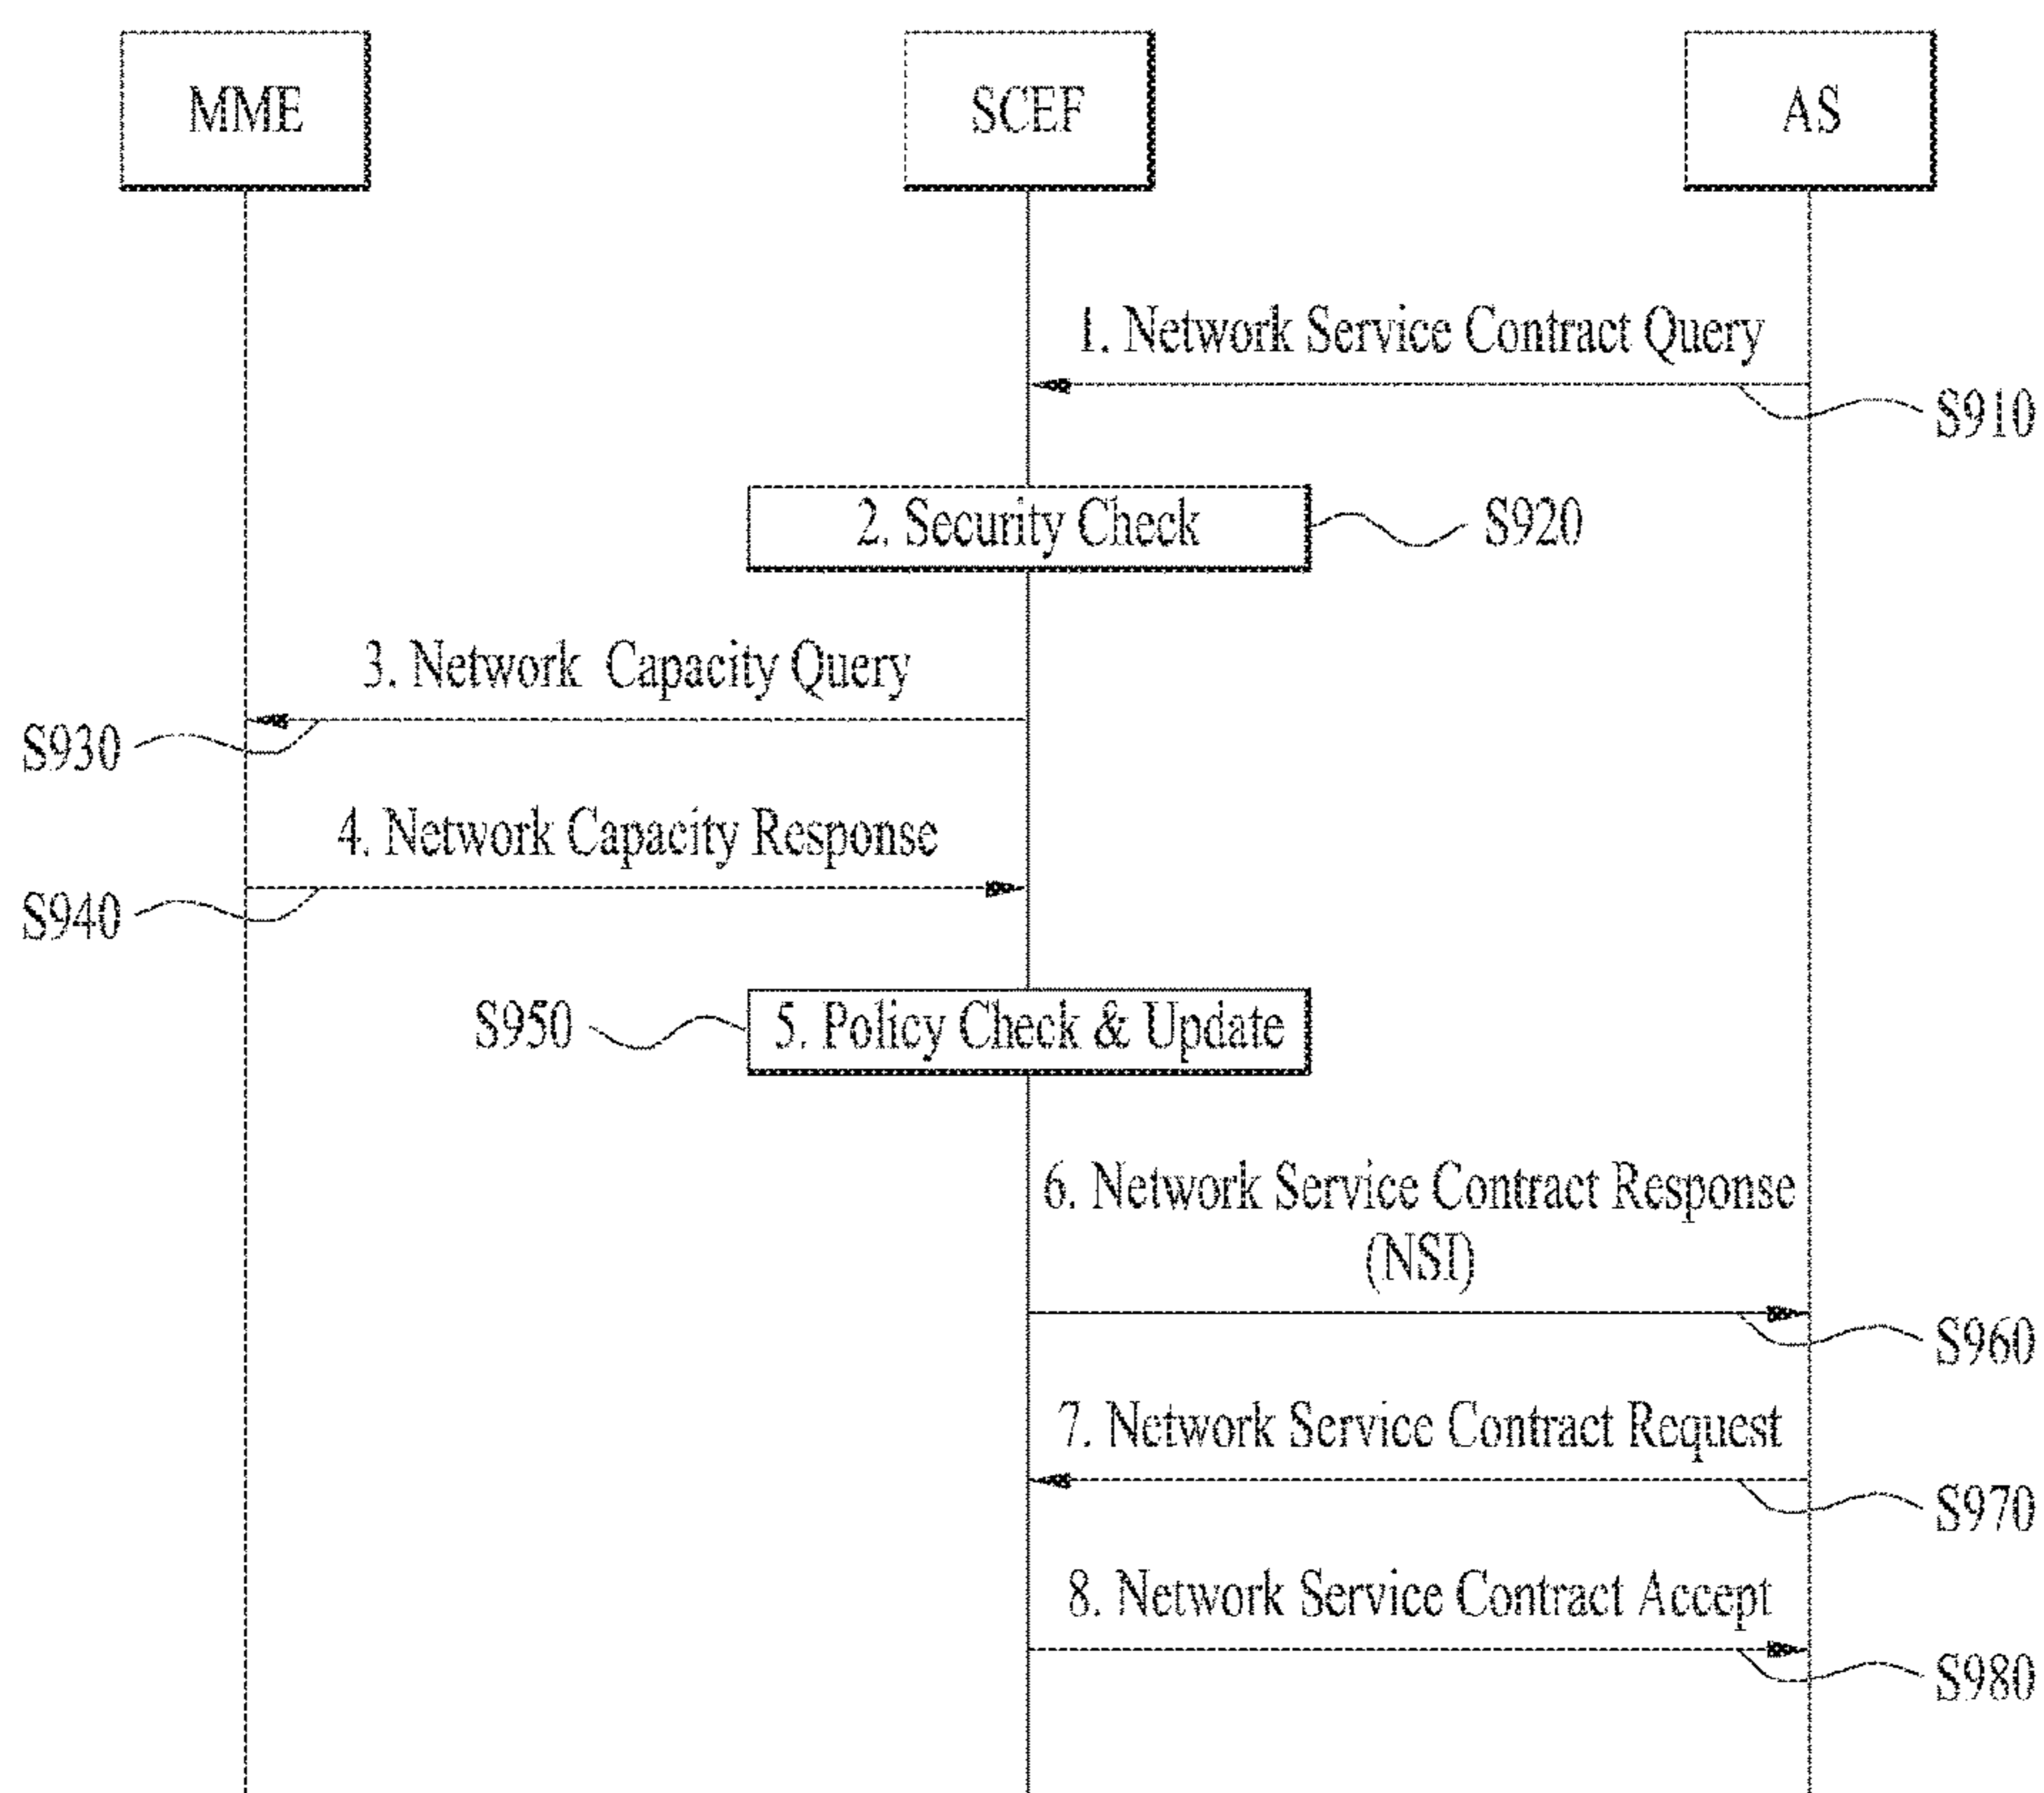 MME
SCEF
AS
1. Network Service Contract Query
S910
2. Security Check
S920
3. Network Capacity Query
S930
4. Network Capacity Response
S940
S950
5. Policy Check & Update
6. Network Service Contract Response
(NSI)
S960
7. Network Service Contract Request
S970
8. Network Service Contract Accept
S980